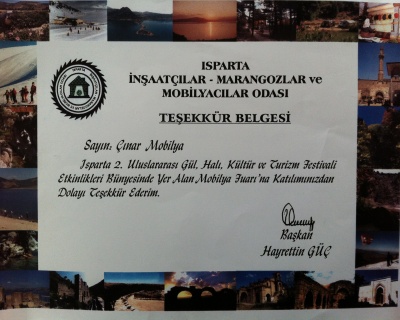 ISPARTA
İNŞAATÇILAR - MARANGOZLAR ve
MOBİLYACILAR ODASI
TEŞEKKÜR BELGESİ
Sayın: Çınar Mobilya
Isparta 2. Uluslararası Gül, Halı, Kültür ve Turizm Festivali
Etkinlikleri Bünyesinde Yer Alan Mobilya Fuarı'na Katılımınızdan
Dolayı Teşekkür Ederim.
Başkan
Hayrettin GÜÇ